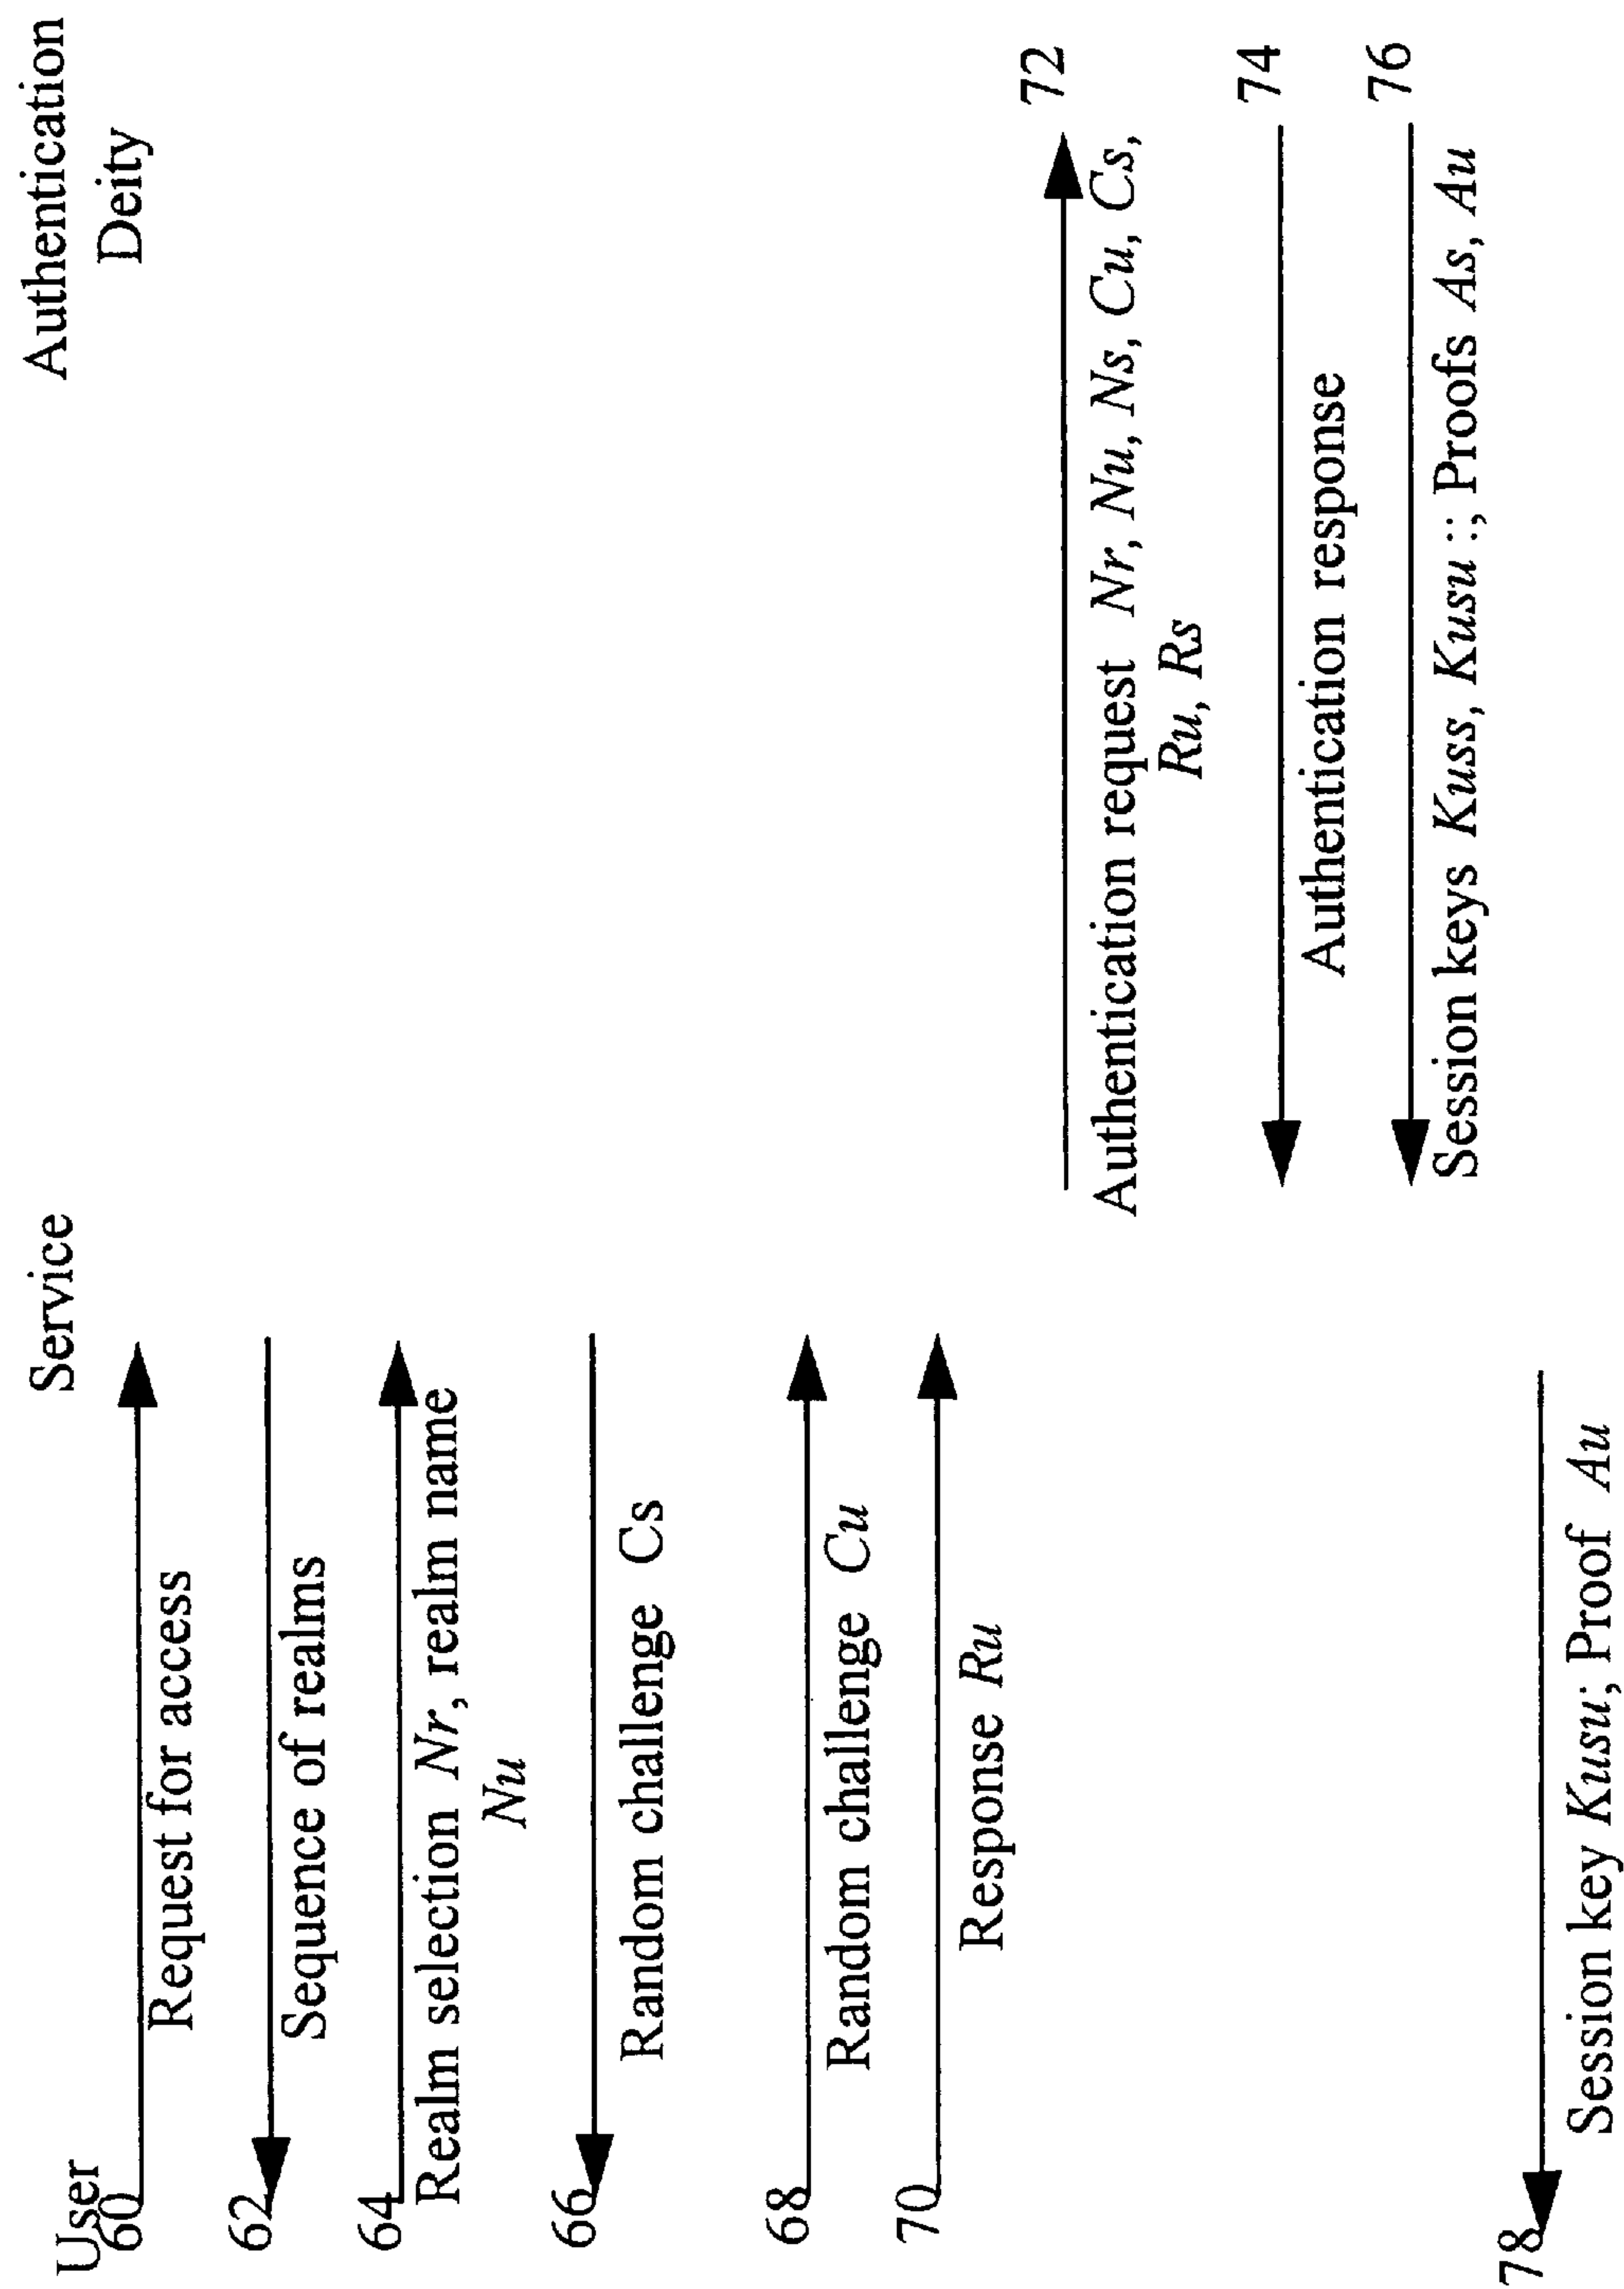 User
Service
Authentication
Deity
60
Request for access
62
Sequence of realms
64
Realm selection Nr, realm name
Nu
66
Random challenge Cs
68
Random challenge Cu
70
Response Ru
72
Authentication request Nr, Nu, Ns, Cu, Cs,
Ru, Rs
74
Authentication response
76
Session keys Kuss, Kusu :; Proofs As, Au
78
Session key Kusu; Proof Au